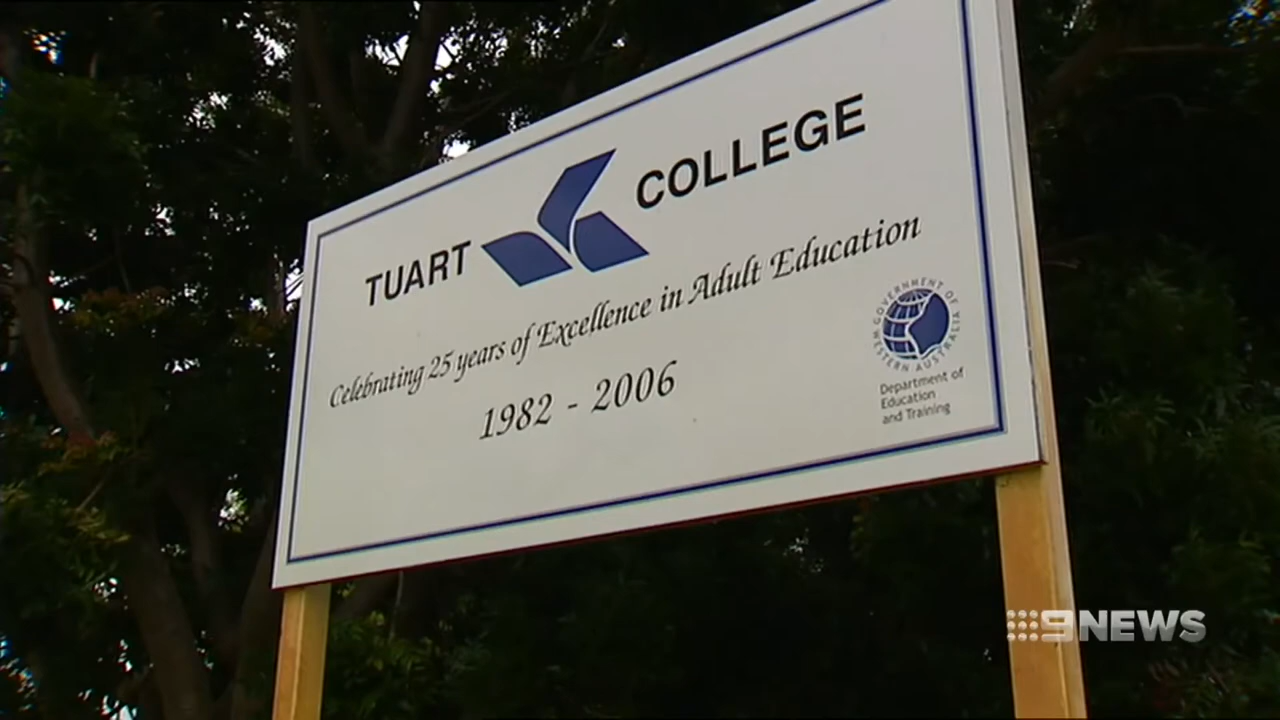 TUART COLLEGE
Celebrating 25 years of Excellence in Adult Education
1982 - 2006
GOVERNMENT OF WESTERN AUSTRALIA
Department of
Education
and Training
9NEWS